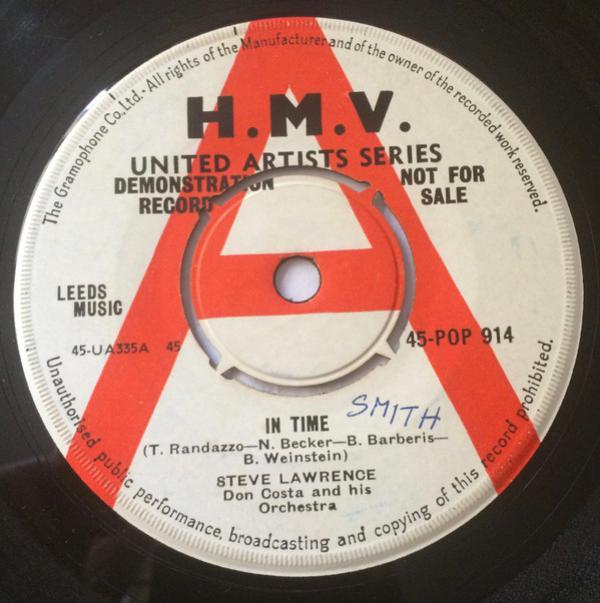 The Gramophone Co. Ltd. - All rights of the Manufacturer and of the owner of the recorded work reserved.
H.M.V.
UNITED ARTISTS SERIES
DEMONSTRATION
RECORD
NOT FOR
SALE
LEEDS
MUSIC
45-UA335A 45
45-POP 914
IN TIME
SMITH
(T. Randazzo—N. Becker—B. Barberis—
B. Weinstein)
STEVE LAWRENCE
Don Costa and his
Orchestra
Unauthorised public performance, broadcasting and copying of this record prohibited.